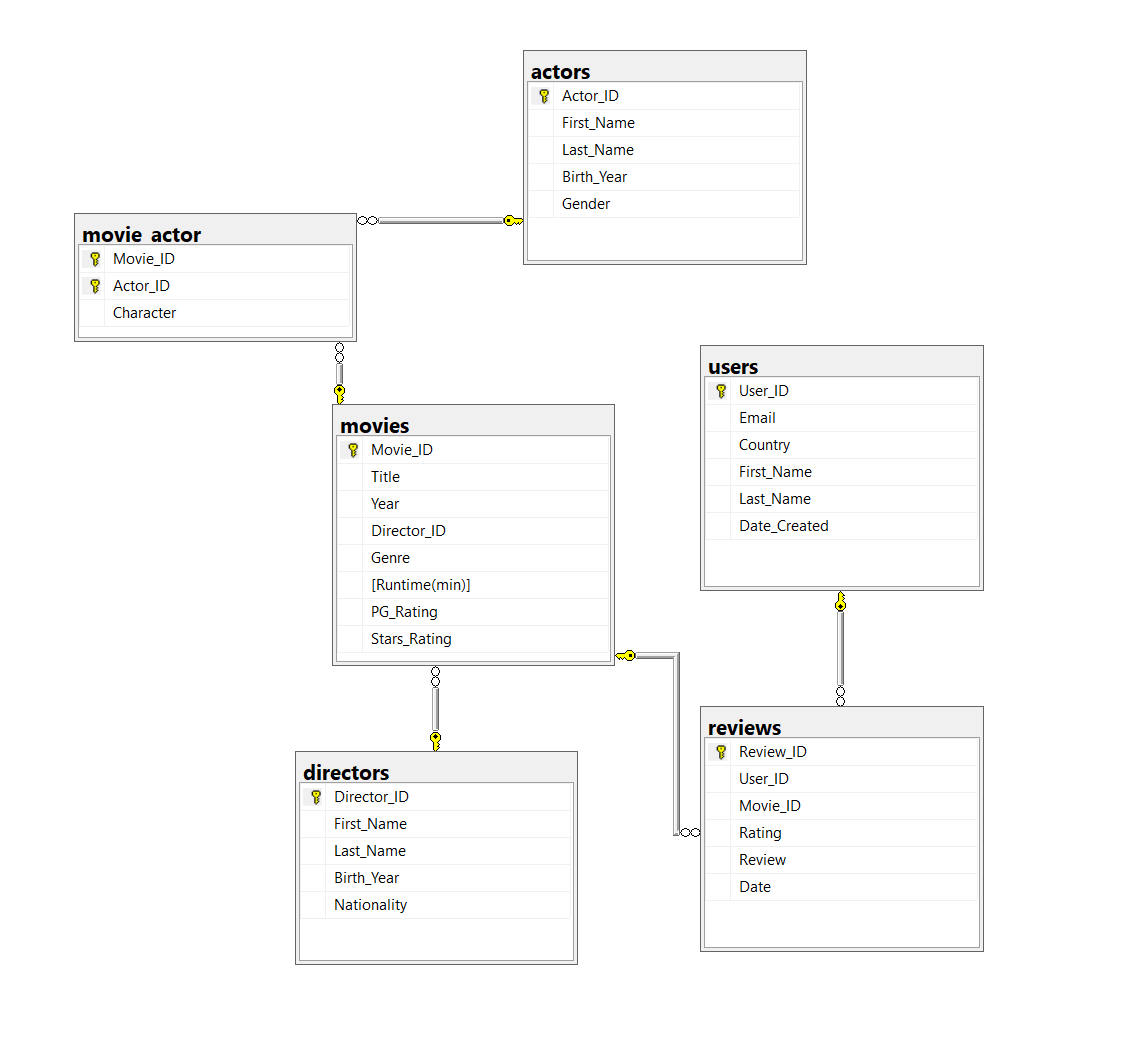 actors
Actor_ID
First_Name
Last_Name
Birth_Year
Gender
movie_actor
Movie_ID
Actor_ID
Character
users
User_ID
Email
Country
First_Name
Last_Name
Date_Created
movies
Movie_ID
Title
Year
Director_ID
Genre
[Runtime(min)]
PG_Rating
Stars_Rating
reviews
Review_ID
User_ID
Movie_ID
Rating
Review
Date
directors
Director_ID
First_Name
Last_Name
Birth_Year
Nationality